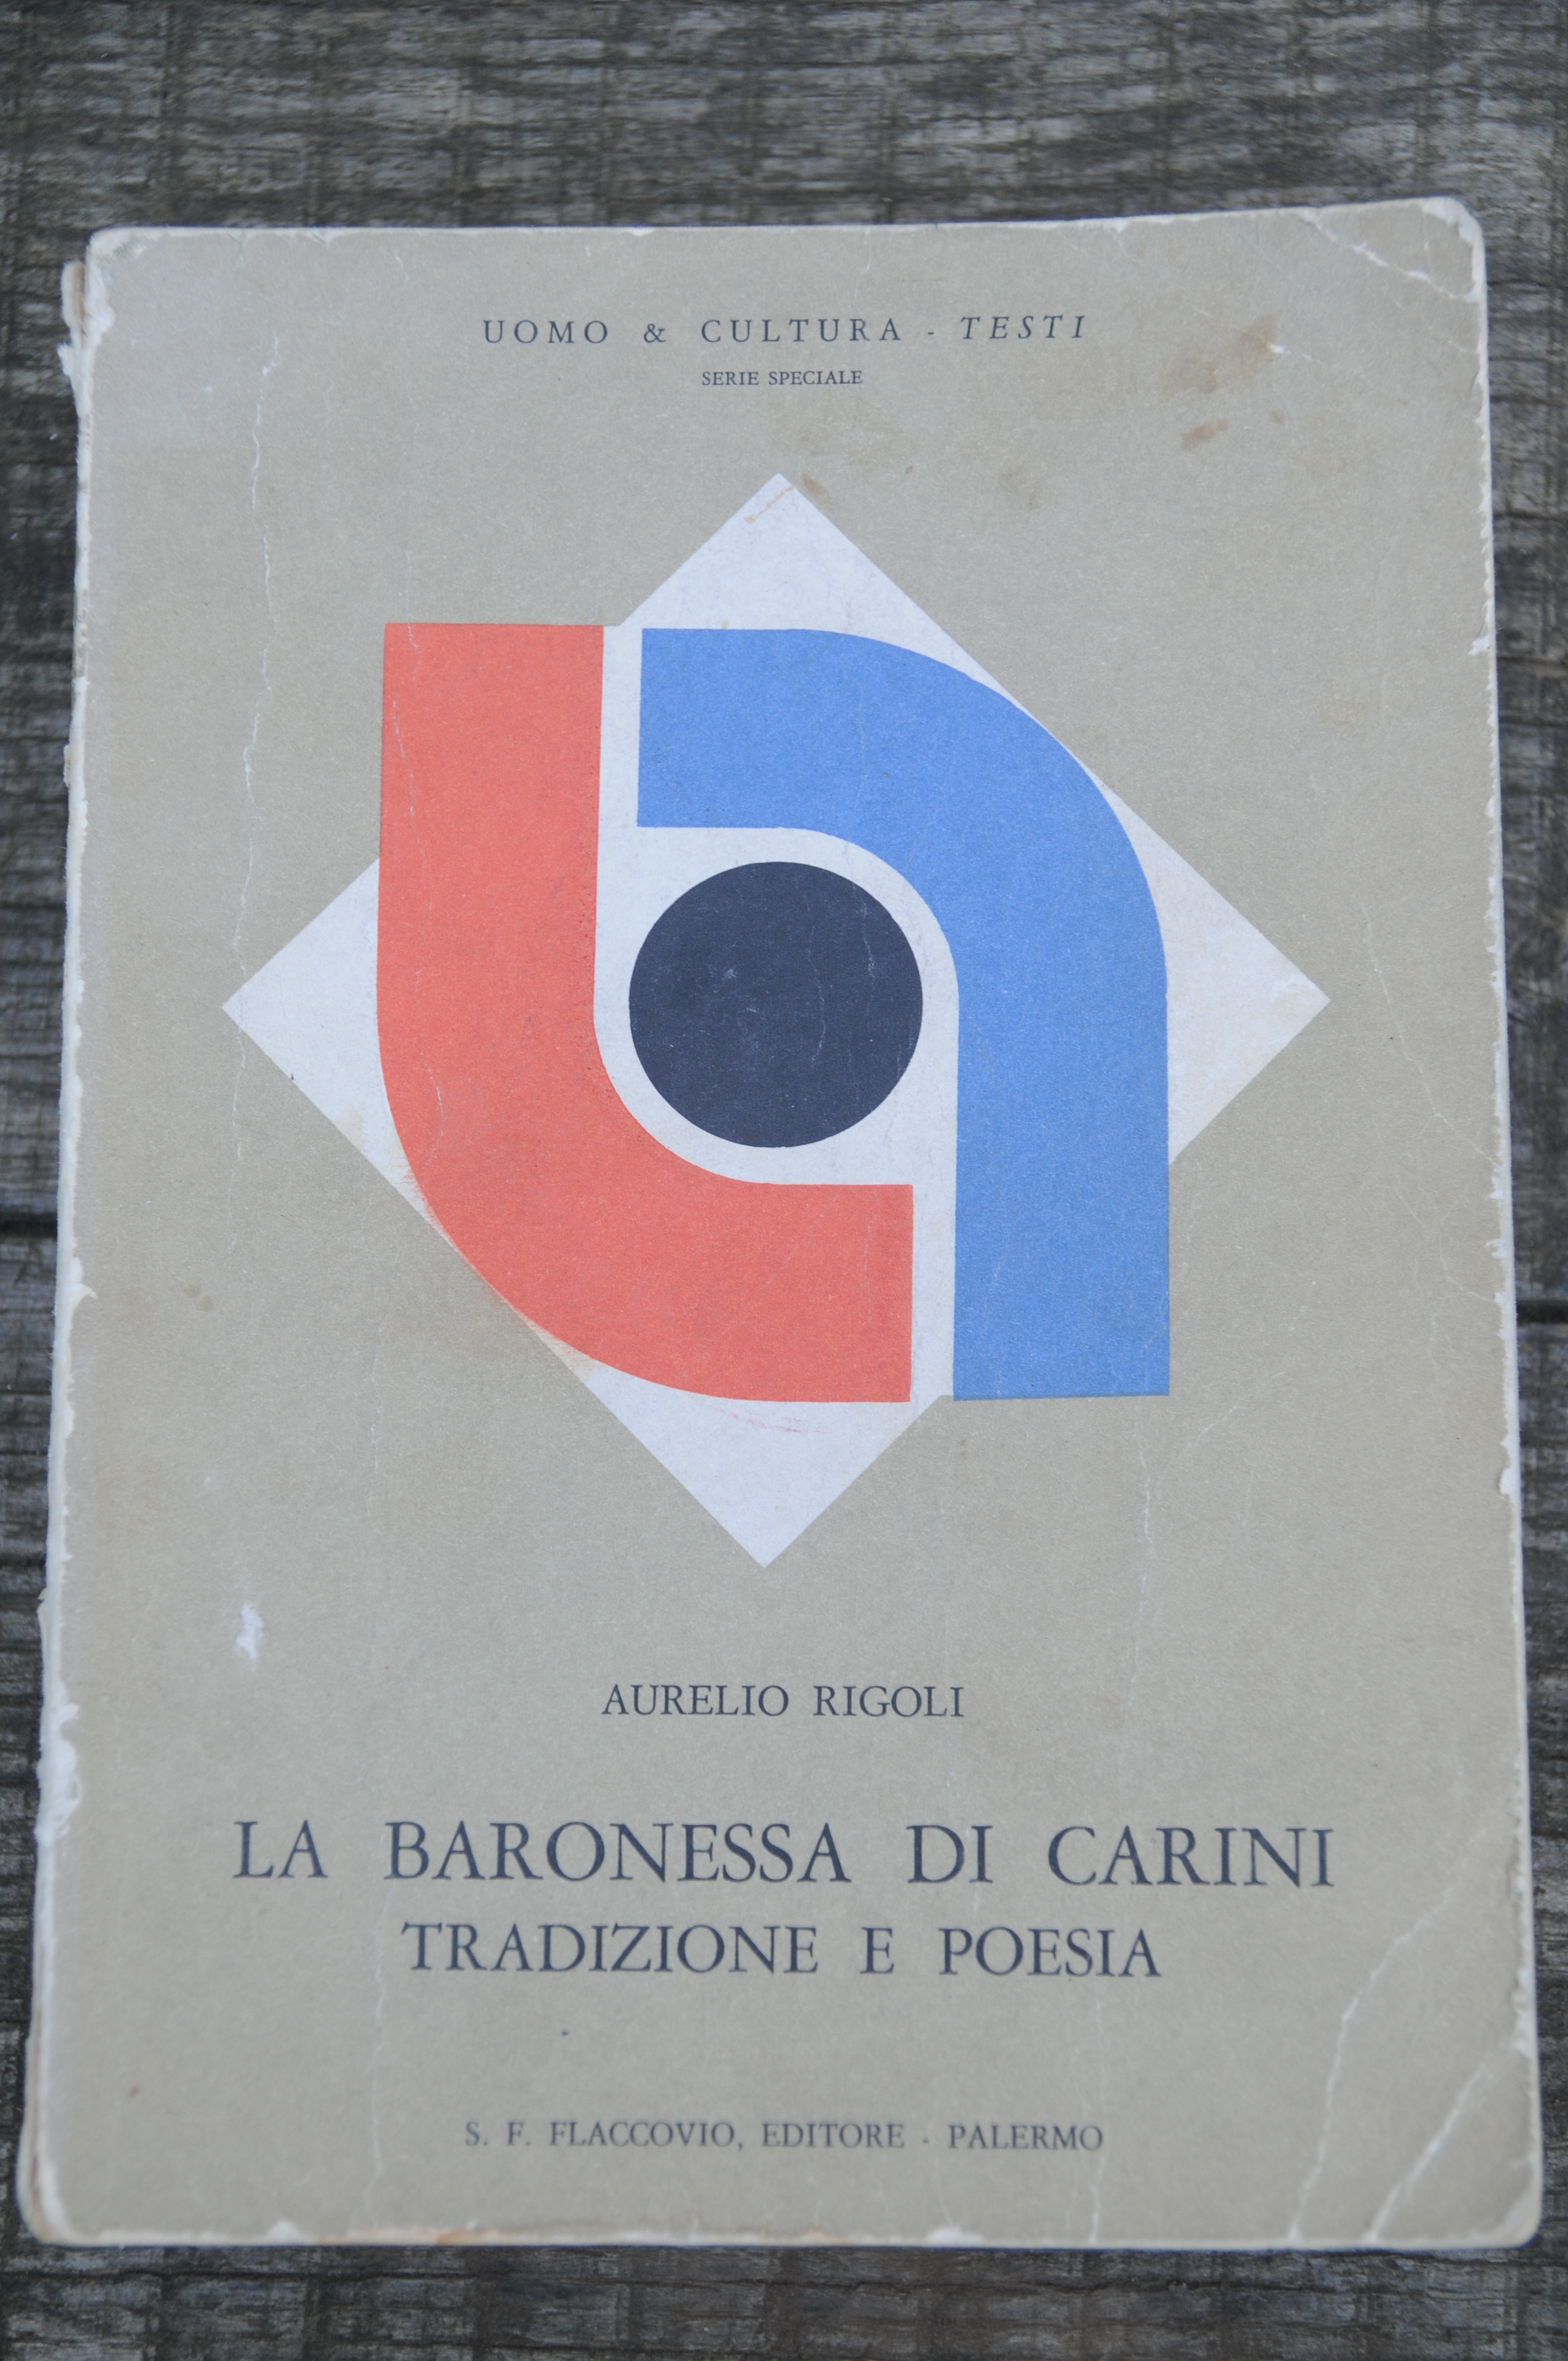 UOMO & CULTURA - TESTI
SERIE SPECIALE
AURELIO RIGOLI
LA BARONESSA DI CARINI
TRADIZIONE E POESIA
S. F. FLACCOVIO, EDITORE - PALERMO